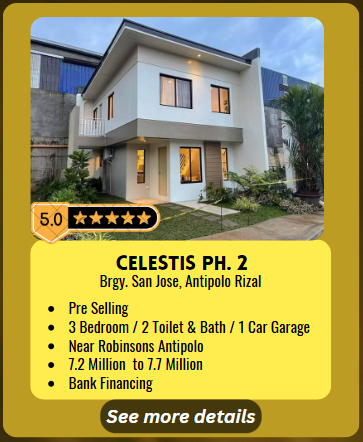 5.0
CELESTIS PH. 2
Brgy. San Jose, Antipolo Rizal
• Pre Selling
• 3 Bedroom / 2 Toilet & Bath / 1 Car Garage
• Near Robinsons Antipolo
• 7.2 Million to 7.7 Million
• Bank Financing
See more details